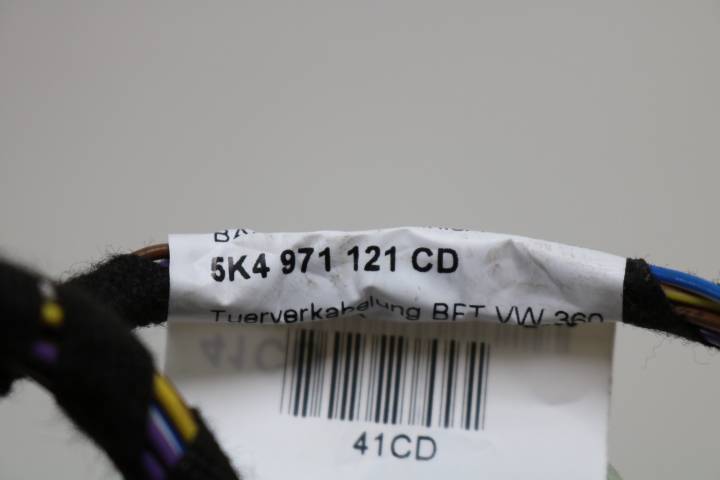 5K4 971 121 CD
Tuerverkabelung BFT VW 360
41CD